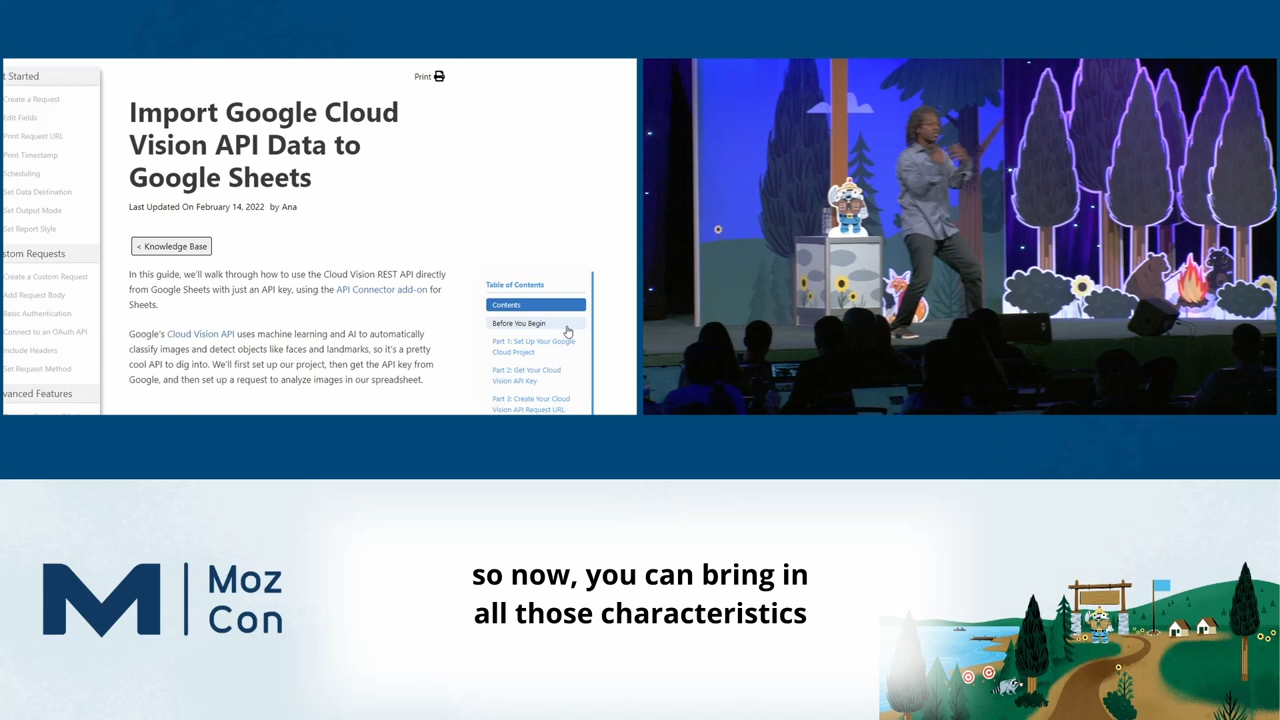 t Started
Create a Request
Edit Fields
Print Request URL
Print Timestamp
Scheduling
Set Data Destination
Set Output Mode
Set Report Style
stom Requests
Create a Custom Request
Add Request Body
Basic Authentication
Connect to an OAuth API
Include Headers
Set Request Method
vanced Features
Print
Import Google Cloud
Vision API Data to
Google Sheets
Last Updated On February 14, 2022 by Ana
< Knowledge Base
In this guide, we'll walk through how to use the Cloud Vision REST API directly
from Google Sheets with just an API key, using the API Connector add-on for
Sheets.
Google's Cloud Vision API uses machine learning and AI to automatically
classify images and detect objects like faces and landmarks, so it's a pretty
cool API to dig into. We'll first set up our project, then get the API key from
Google, and then set up a request to analyze images in our spreadsheet.
Table of Contents
Contents
Before You Begin
Part 1: Set Up Your Google
Cloud Project
Part 2: Get Your Cloud
Vision API Key
Part 3: Create Your Cloud
Vision API Request URL
Moz
Con
so now, you can bring in
all those characteristics